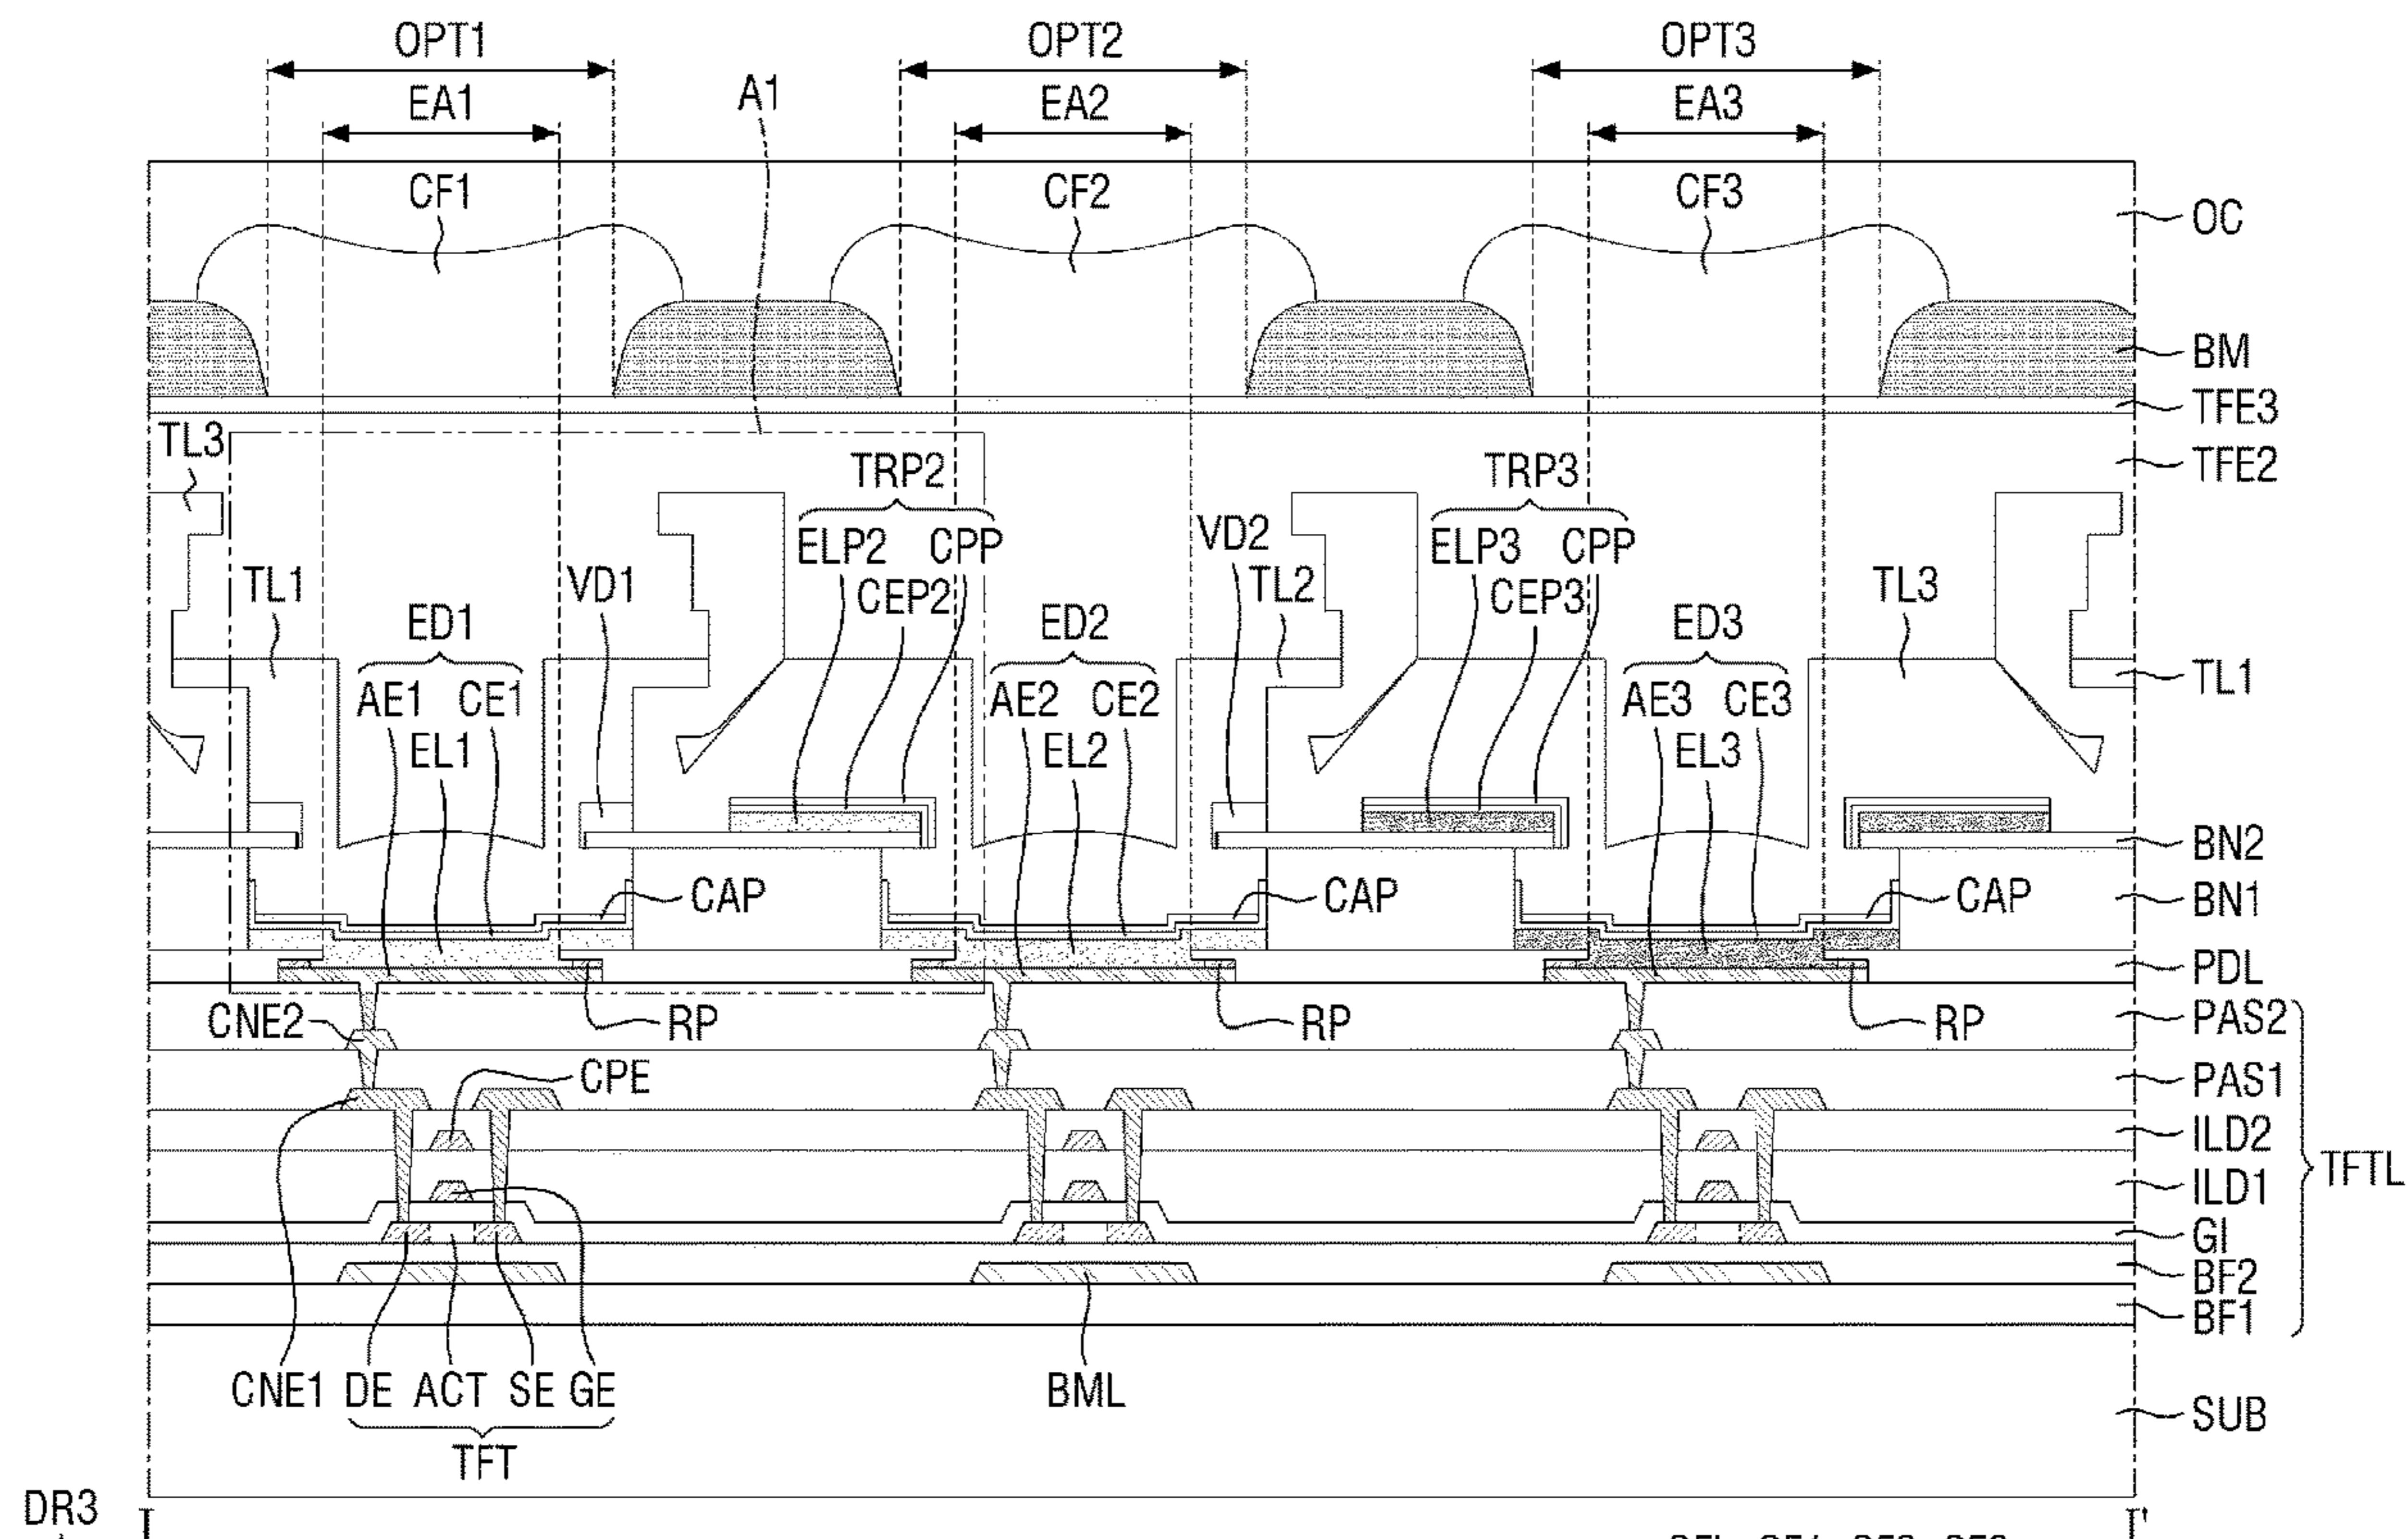 OPT1 OPT2 OPT3
EA1 A1 EA2 EA3
CF1 CF2 CF3 OC
BM
TFE3
TL3 TRP2 TRP3 TFE2
ELP2 CPP VD2 ELP3 CPP
TL1 VD1 CEP2 TL2 CEP3 TL3
ED1 ED2 ED3
AE1 CE1 AE2 CE2 AE3 CE3 TL1
EL1 EL2 EL3
BN2
CAP CAP CAP BN1
PDL
CNE2 RP RP RP PAS2
CPE PAS1
ILD2
TFTL
ILD1
GI
BF2
BF1
CNE1 DE ACT SE GE BML
SUB
TFT
DR3
I I'